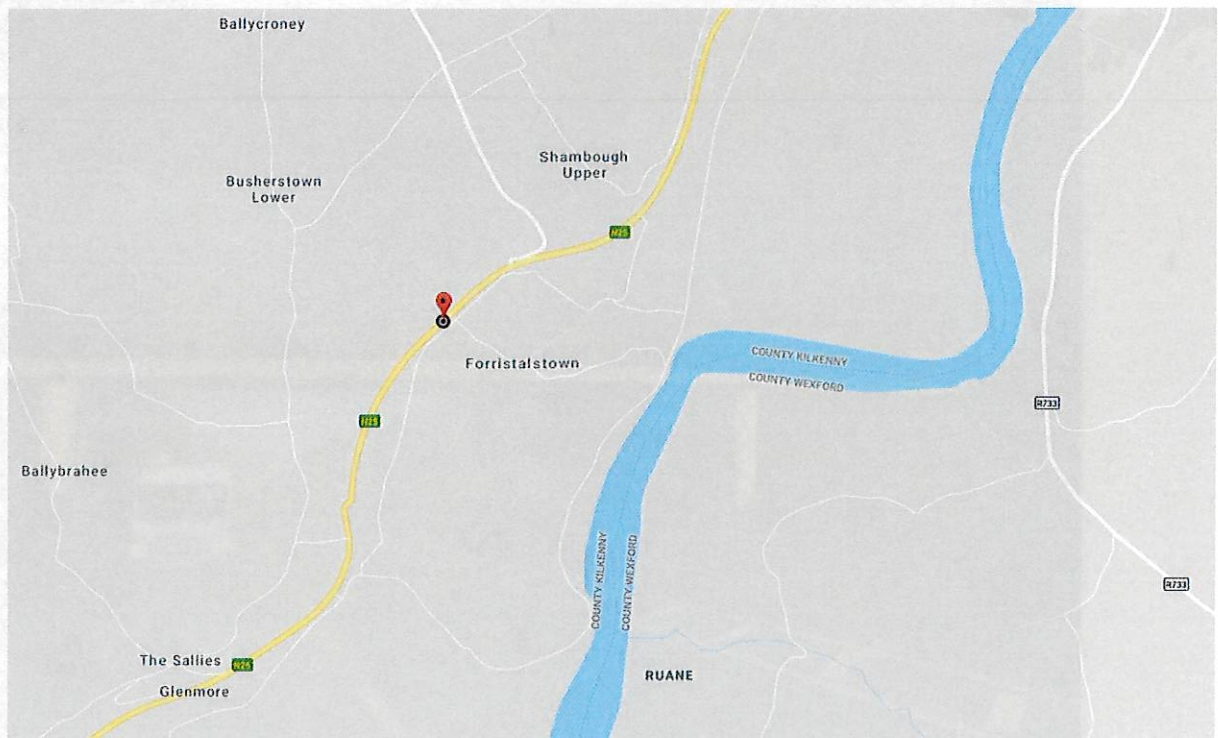 Ballycroney
Shambough
Upper
Busherstown
Lower
N25
COUNTY KILKENNY
Forristalstown
COUNTY WEXFORD
R733
N25
Ballybrahee
COUNTY KILKENNY
COUNTY WEXFORD
R733
The Sallies
N25
RUANE
Glenmore